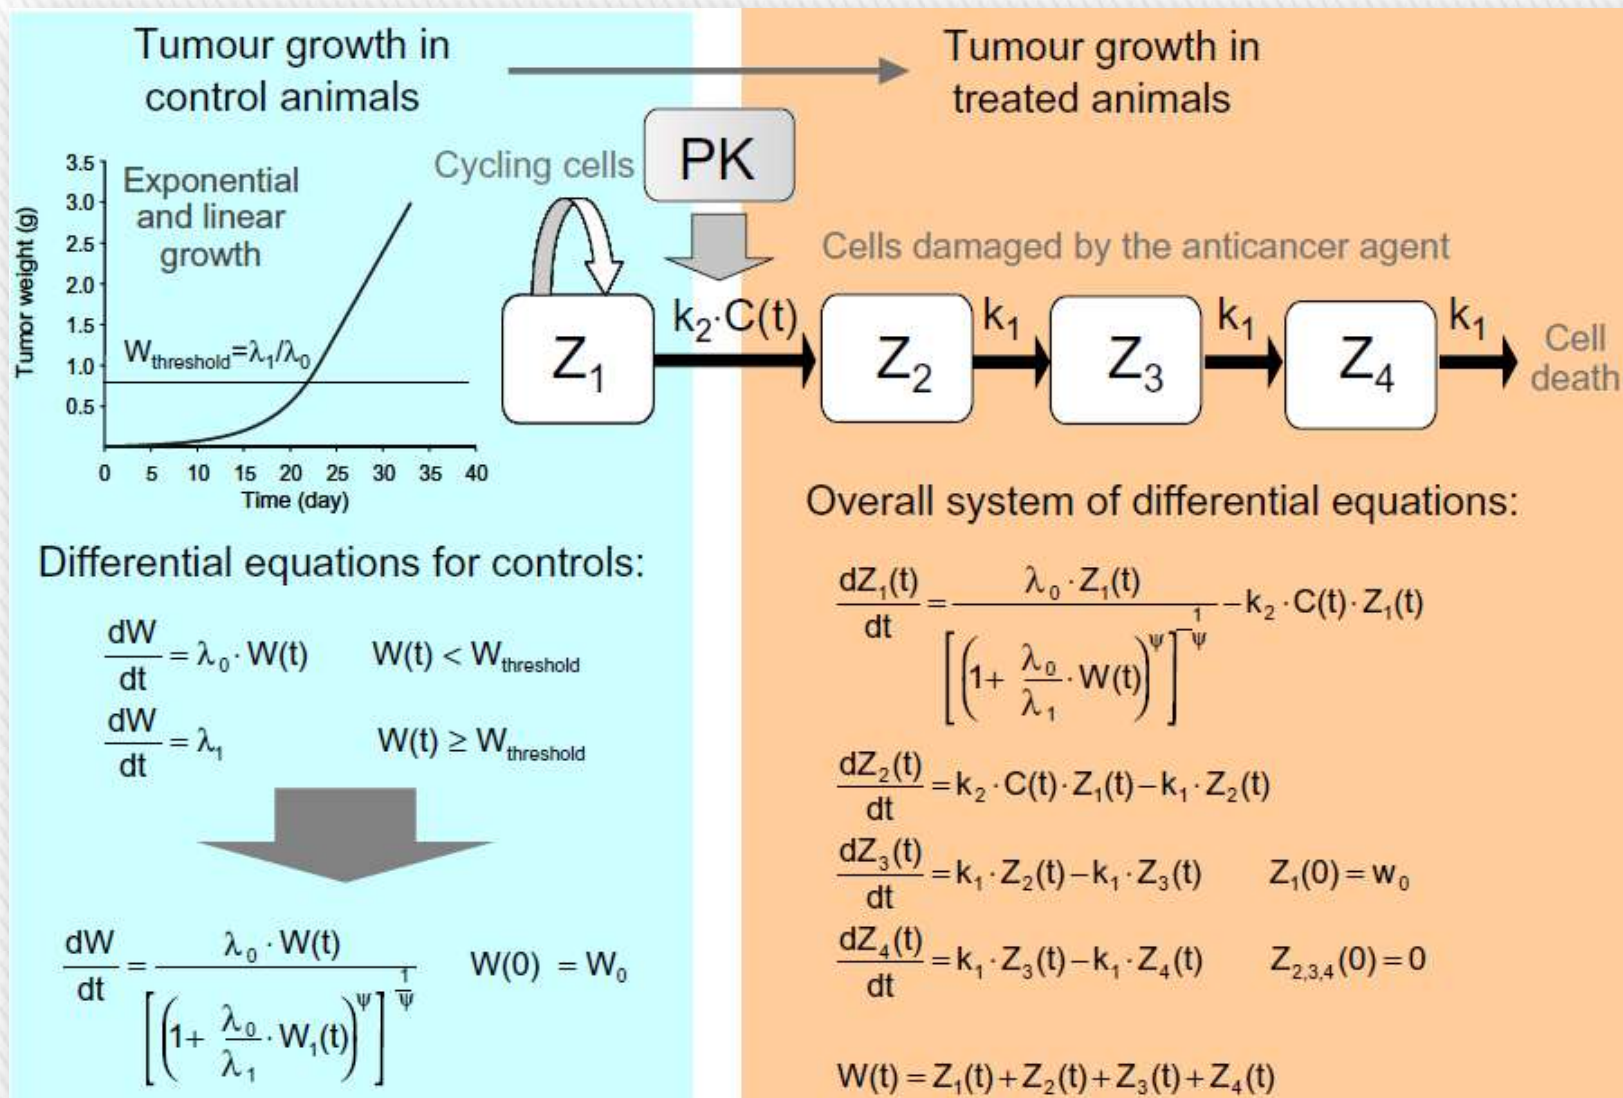 Tumour growth in
control animals
Tumour growth in
treated animals
Cycling cells
PK
Tumor weight (g)
3.5
3.0
2.5
2.0
1.5
1.0
0.5
Exponential
and linear
growth
W_threshold=λ₁/λ₀
0 5 10 15 20 25 30 35 40
Time (day)
Cells damaged by the anticancer agent
Z₁ k₂·C(t) Z₂ k₁ Z₃ k₁ Z₄ k₁
Cell
death
Differential equations for controls:
dW/dt = λ₀·W(t) W(t) < W_threshold
dW/dt = λ₁ W(t) ≥ W_threshold
dW/dt = λ₀·W(t) / [(1+ λ₀/λ₁·W₁(t))^ψ]^(1/ψ) W(0) = W₀
Overall system of differential equations:
dZ₁(t)/dt = λ₀·Z₁(t) / [(1+ λ₀/λ₁·W(t))^ψ]^(-1/ψ) – k₂·C(t)·Z₁(t)
dZ₂(t)/dt = k₂·C(t)·Z₁(t) – k₁·Z₂(t)
dZ₃(t)/dt = k₁·Z₂(t) – k₁·Z₃(t) Z₁(0) = w₀
dZ₄(t)/dt = k₁·Z₃(t) – k₁·Z₄(t) Z₂,₃,₄(0) = 0
W(t) = Z₁(t)+Z₂(t)+Z₃(t)+Z₄(t)